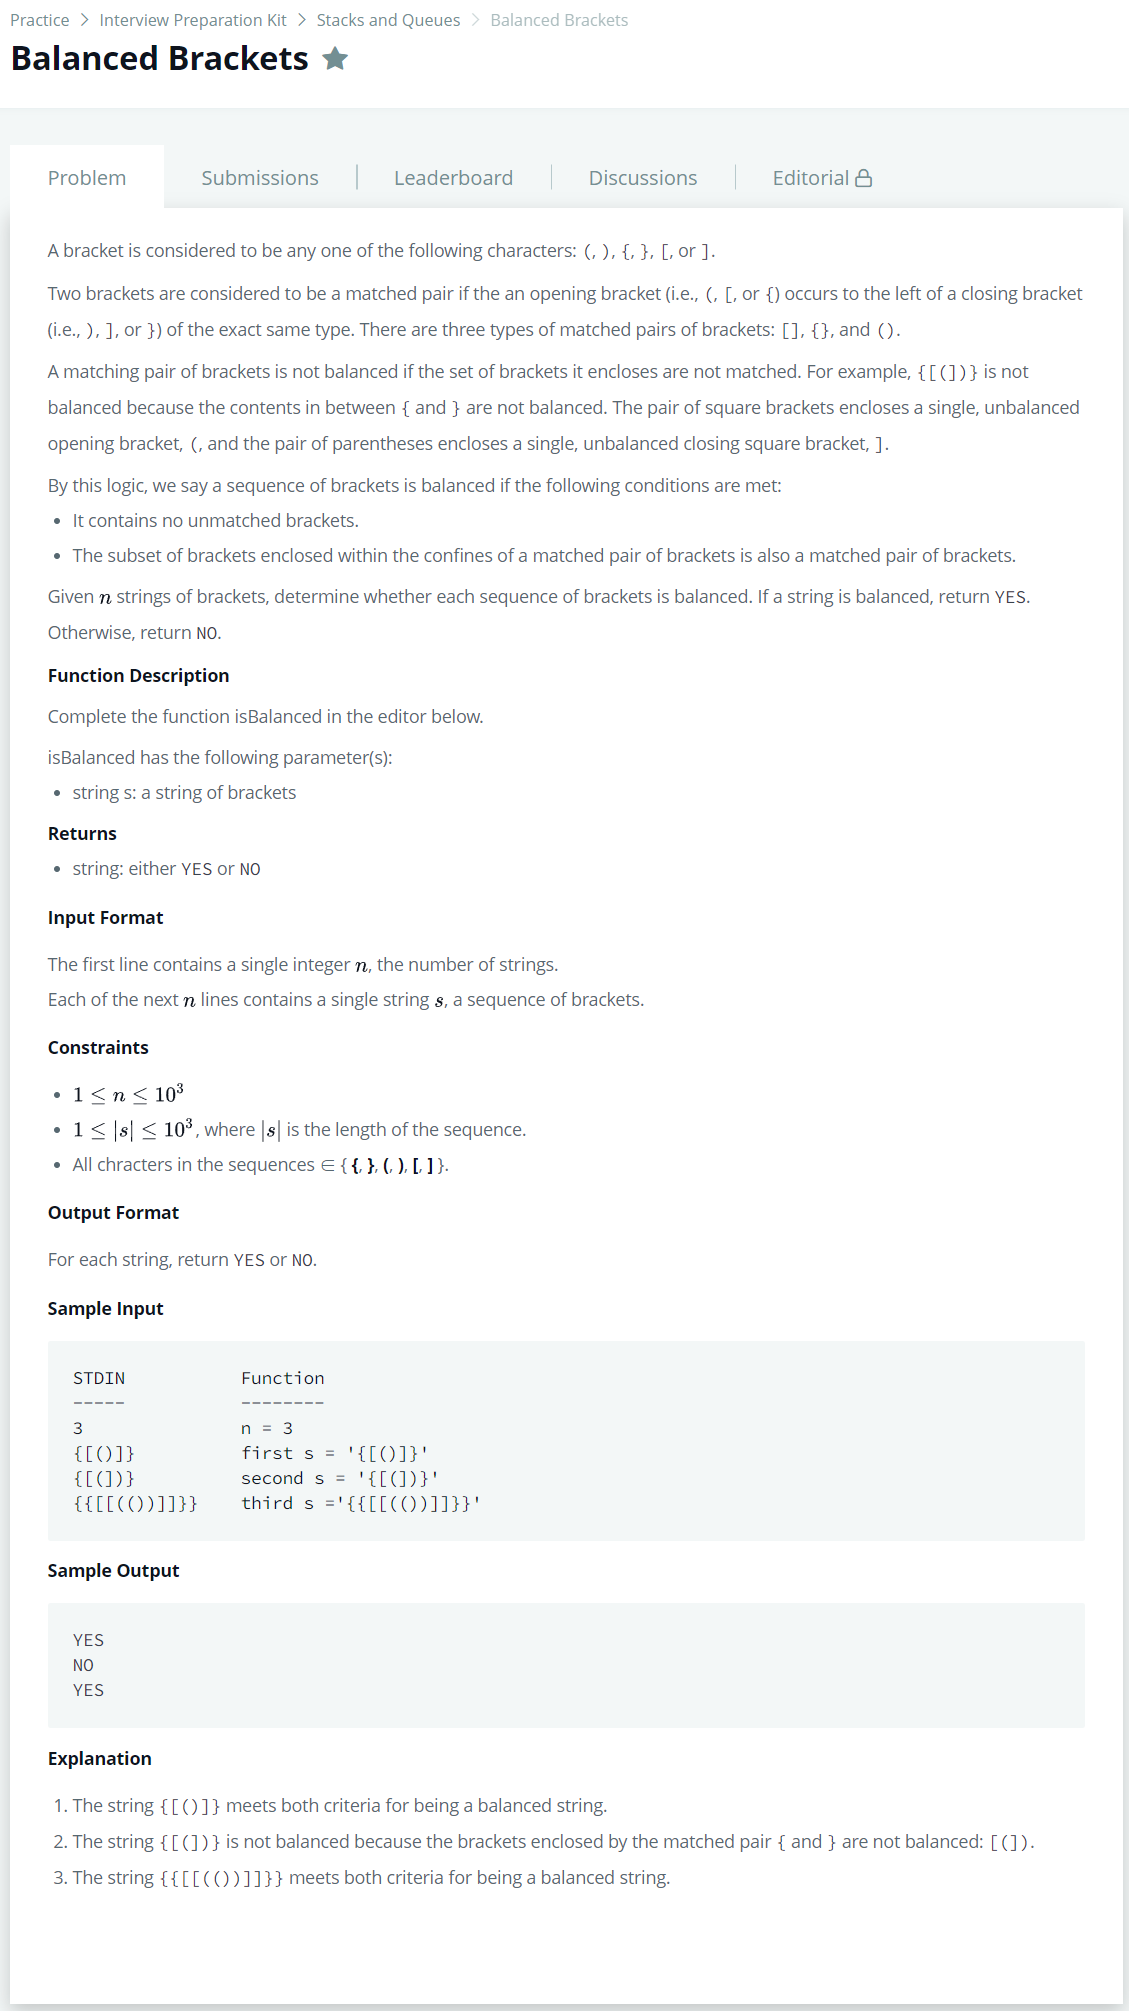 Practice > Interview Preparation Kit > Stacks and Queues > Balanced Brackets
Balanced Brackets
Problem
Submissions
Leaderboard
Discussions
Editorial
A bracket is considered to be any one of the following characters: (, ), {, }, [, or ].
Two brackets are considered to be a matched pair if the an opening bracket (i.e., (, [, or {) occurs to the left of a closing bracket
(i.e., ), ], or }) of the exact same type. There are three types of matched pairs of brackets: [], {}, and ().
A matching pair of brackets is not balanced if the set of brackets it encloses are not matched. For example, {[(])} is not
balanced because the contents in between { and } are not balanced. The pair of square brackets encloses a single, unbalanced
opening bracket, (, and the pair of parentheses encloses a single, unbalanced closing square bracket, ].
By this logic, we say a sequence of brackets is balanced if the following conditions are met:
• It contains no unmatched brackets.
• The subset of brackets enclosed within the confines of a matched pair of brackets is also a matched pair of brackets.
Given n strings of brackets, determine whether each sequence of brackets is balanced. If a string is balanced, return YES.
Otherwise, return NO.
Function Description
Complete the function isBalanced in the editor below.
isBalanced has the following parameter(s):
• string s: a string of brackets
Returns
• string: either YES or NO
Input Format
The first line contains a single integer n, the number of strings.
Each of the next n lines contains a single string s, a sequence of brackets.
Constraints
• 1 ≤ n ≤ 10³
• 1 ≤ |s| ≤ 10³, where |s| is the length of the sequence.
• All chracters in the sequences ∈ { {, }, (, ), [, ] }.
Output Format
For each string, return YES or NO.
Sample Input
STDIN Function
----- --------
3 n = 3
{[()]} first s = '{[()]}'
{[(])} second s = '{[(])}'
{{[[(())]]}} third s ='{{[[(())]]}}'
Sample Output
YES
NO
YES
Explanation
1. The string {[()]} meets both criteria for being a balanced string.
2. The string {[(])} is not balanced because the brackets enclosed by the matched pair { and } are not balanced: [(]).
3. The string {{[[(())]]}} meets both criteria for being a balanced string.